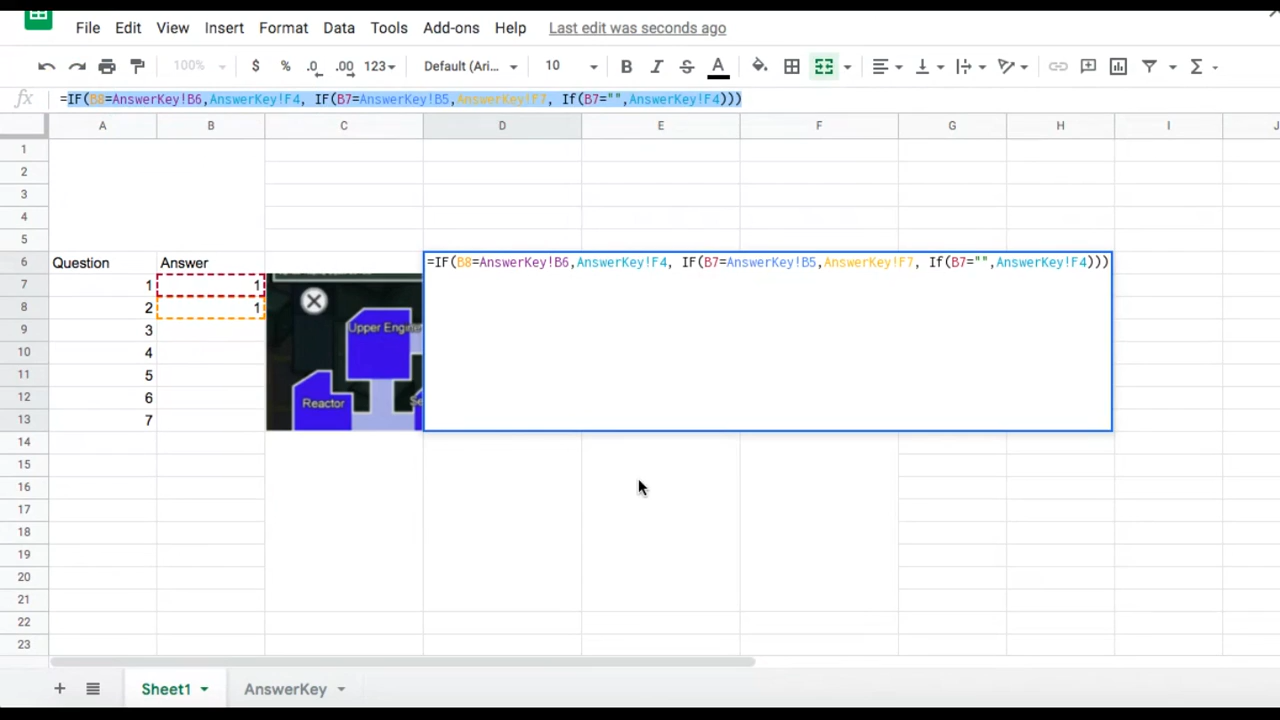 File Edit View Insert Format Data Tools Add-ons Help Last edit was seconds ago
100% $ % .0 .00 123 Default (Ari... 10 B I S A Σ
fx =IF(B8=AnswerKey!B6,AnswerKey!F4, IF(B7=AnswerKey!B5,AnswerKey!F7, If(B7="",AnswerKey!F4)))
A B C D E F G H I J
1
2
3
4
5
6 Question Answer =IF(B8=AnswerKey!B6,AnswerKey!F4, IF(B7=AnswerKey!B5,AnswerKey!F7, If(B7="",AnswerKey!F4)))
7 1 1
8 2 1
Upper Engine
9 3
10 4
11 5
12 6
Reactor
13 7
14
15
16
17
18
19
20
21
22
23
+ Sheet1 AnswerKey